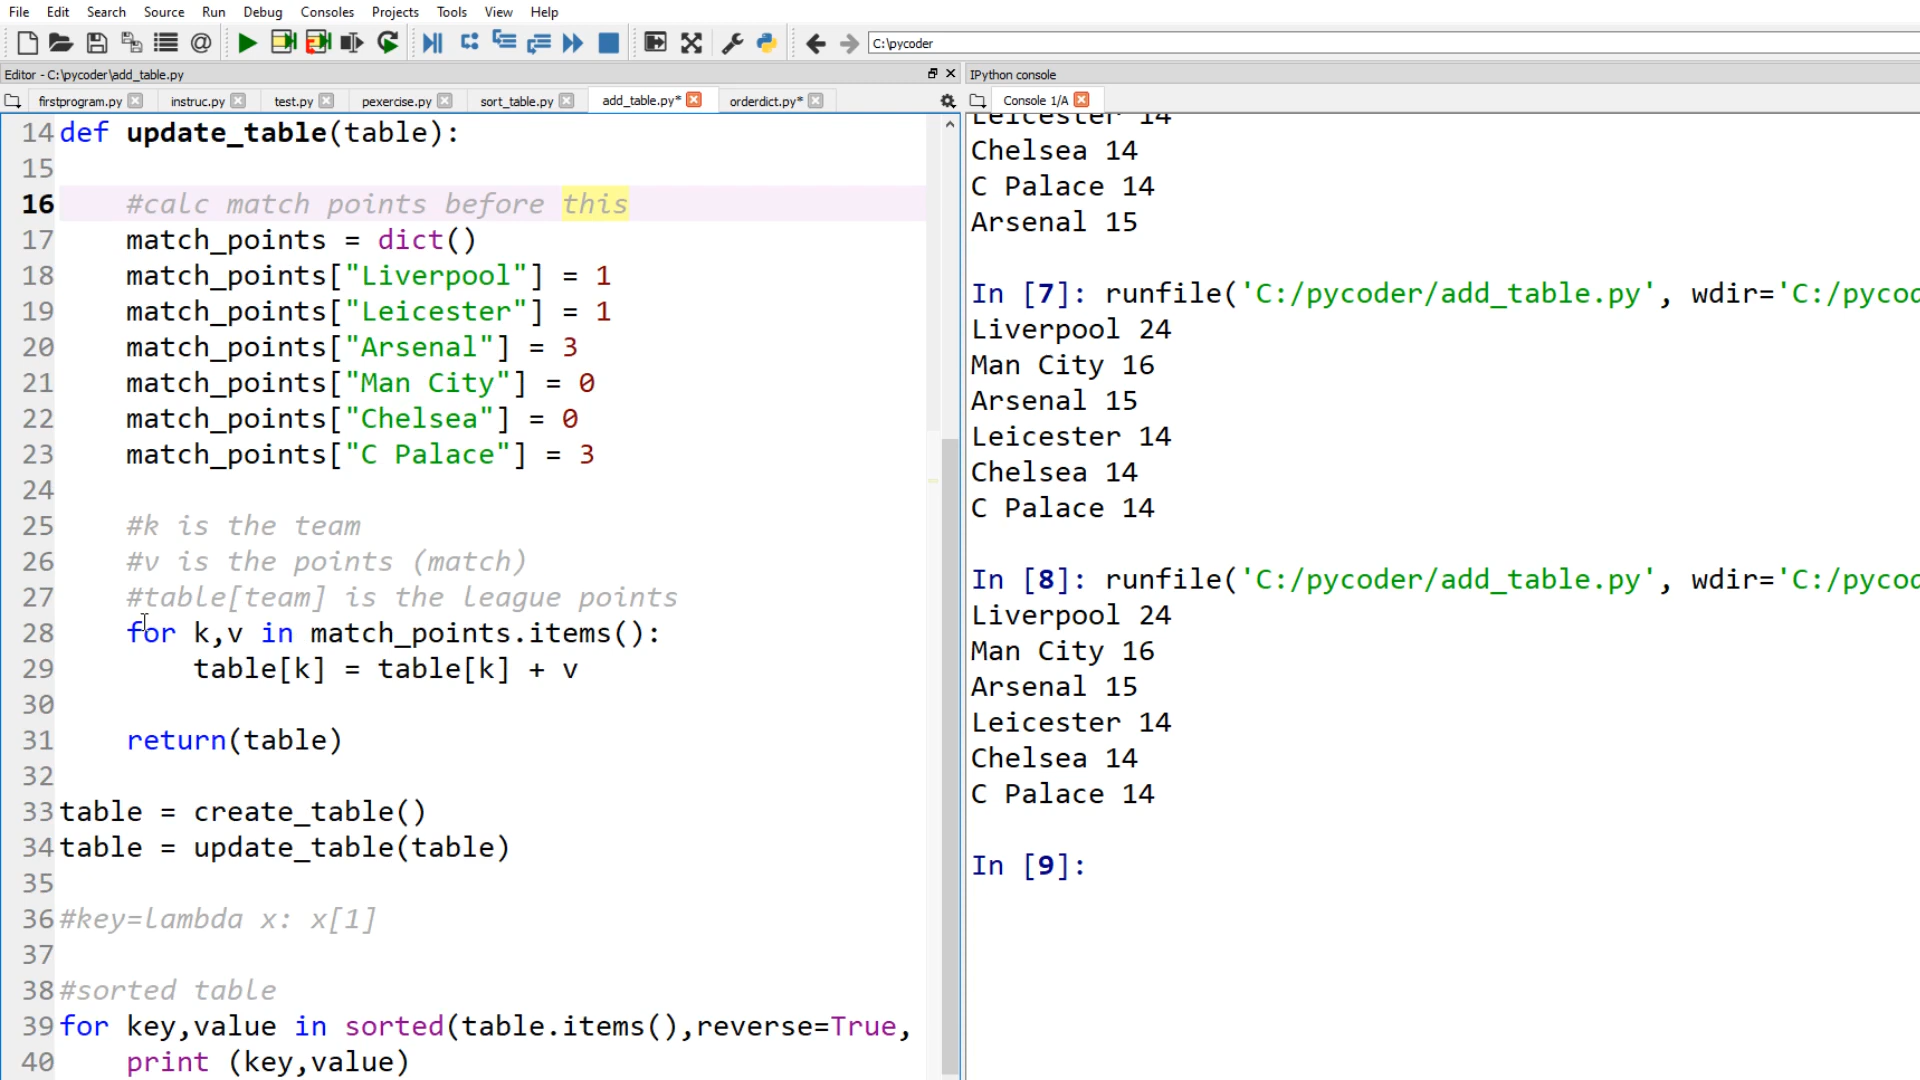 File Edit Search Source Run Debug Consoles Projects Tools View Help
C:\pycoder
Editor - C:\pycoder\add_table.py
IPython console
firstprogram.py instruc.py test.py pexercise.py sort_table.py add_table.py* orderdict.py*
Console 1/A
14 def update_table(table):
15
16 #calc match points before this
17 match_points = dict()
18 match_points["Liverpool"] = 1
19 match_points["Leicester"] = 1
20 match_points["Arsenal"] = 3
21 match_points["Man City"] = 0
22 match_points["Chelsea"] = 0
23 match_points["C Palace"] = 3
24
25 #k is the team
26 #v is the points (match)
27 #table[team] is the league points
28 for k,v in match_points.items():
29 table[k] = table[k] + v
30
31 return(table)
32
33 table = create_table()
34 table = update_table(table)
35
36 #key=lambda x: x[1]
37
38 #sorted table
39 for key,value in sorted(table.items(),reverse=True,
40 print (key,value)
Leicester 14
Chelsea 14
C Palace 14
Arsenal 15
In [7]: runfile('C:/pycoder/add_table.py', wdir='C:/pycod
Liverpool 24
Man City 16
Arsenal 15
Leicester 14
Chelsea 14
C Palace 14
In [8]: runfile('C:/pycoder/add_table.py', wdir='C:/pycod
Liverpool 24
Man City 16
Arsenal 15
Leicester 14
Chelsea 14
C Palace 14
In [9]: